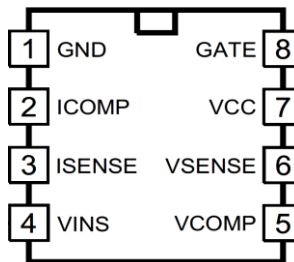 1 GND GATE 8
2 ICOMP VCC 7
3 ISENSE VSENSE 6
4 VINS VCOMP 5